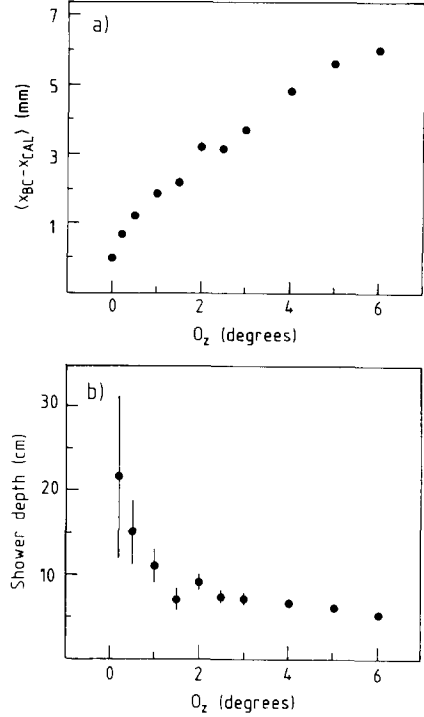 a)
7
5
3
1
⟨x_BC-x_CAL⟩ (mm)
0 2 4 6
O_z (degrees)
b)
30
20
10
Shower depth (cm)
0 2 4 6
O_z (degrees)